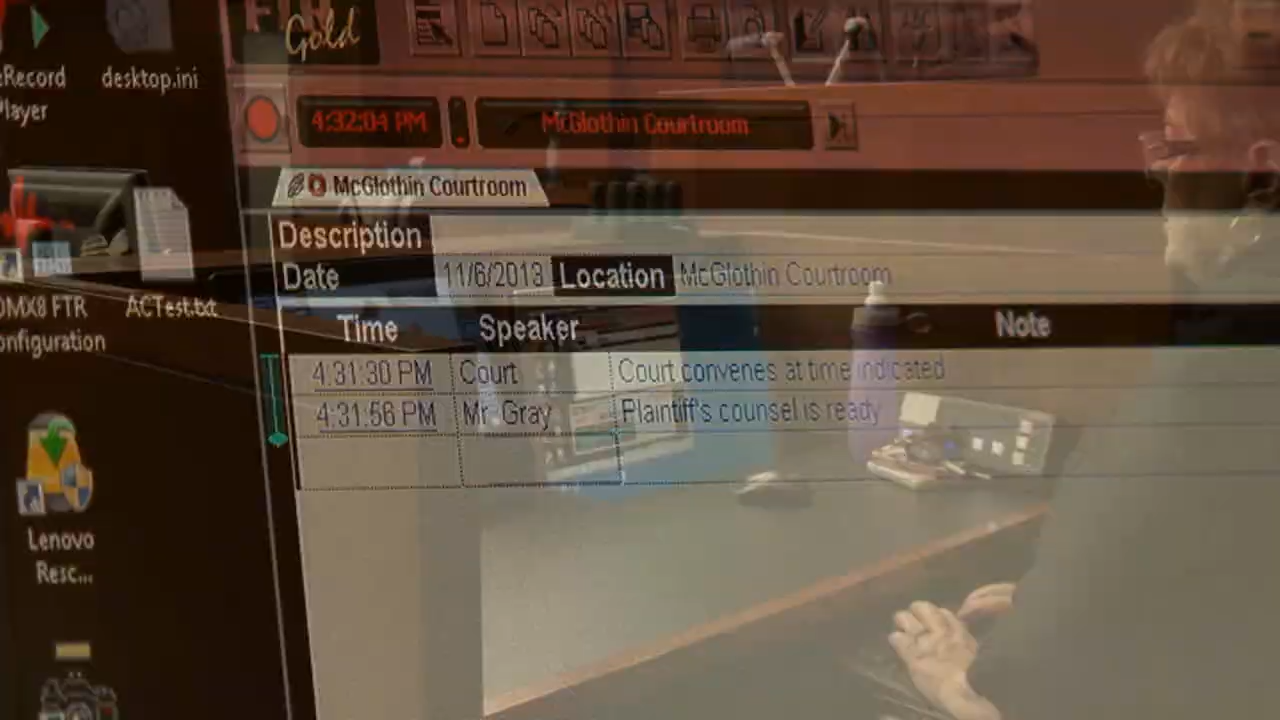 FTR
Gold
eRecord
Player
desktop.ini
4:32:04 PM
McGlothin Courtroom
McGlothin Courtroom
Description
Date 11/6/2013 Location McGlothin Courtroom
DMX8 FTR
onfiguration
ACTest.txt
Time Speaker Note
4:31:30 PM Court Court convenes at time indicated
4:31:56 PM Mr. Gray Plaintiff's counsel is ready
Lenovo
Resc...